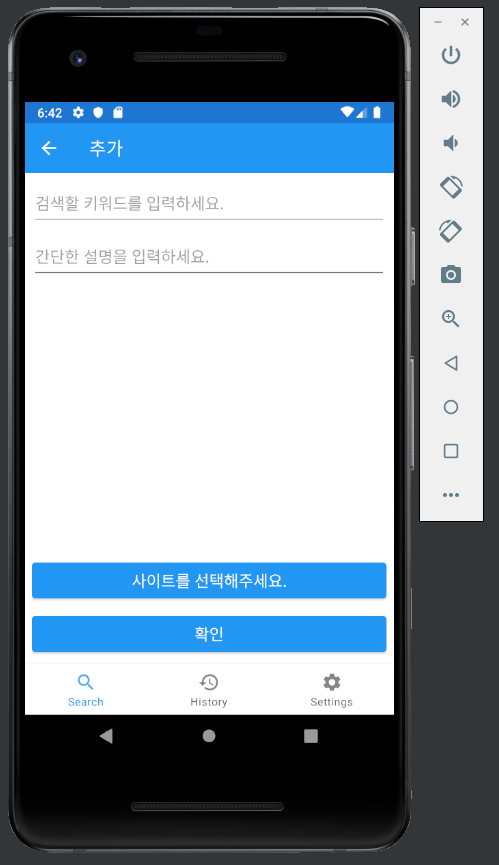 6:42
추가
검색할 키워드를 입력하세요.
간단한 설명을 입력하세요.
사이트를 선택해주세요.
확인
Search
History
Settings